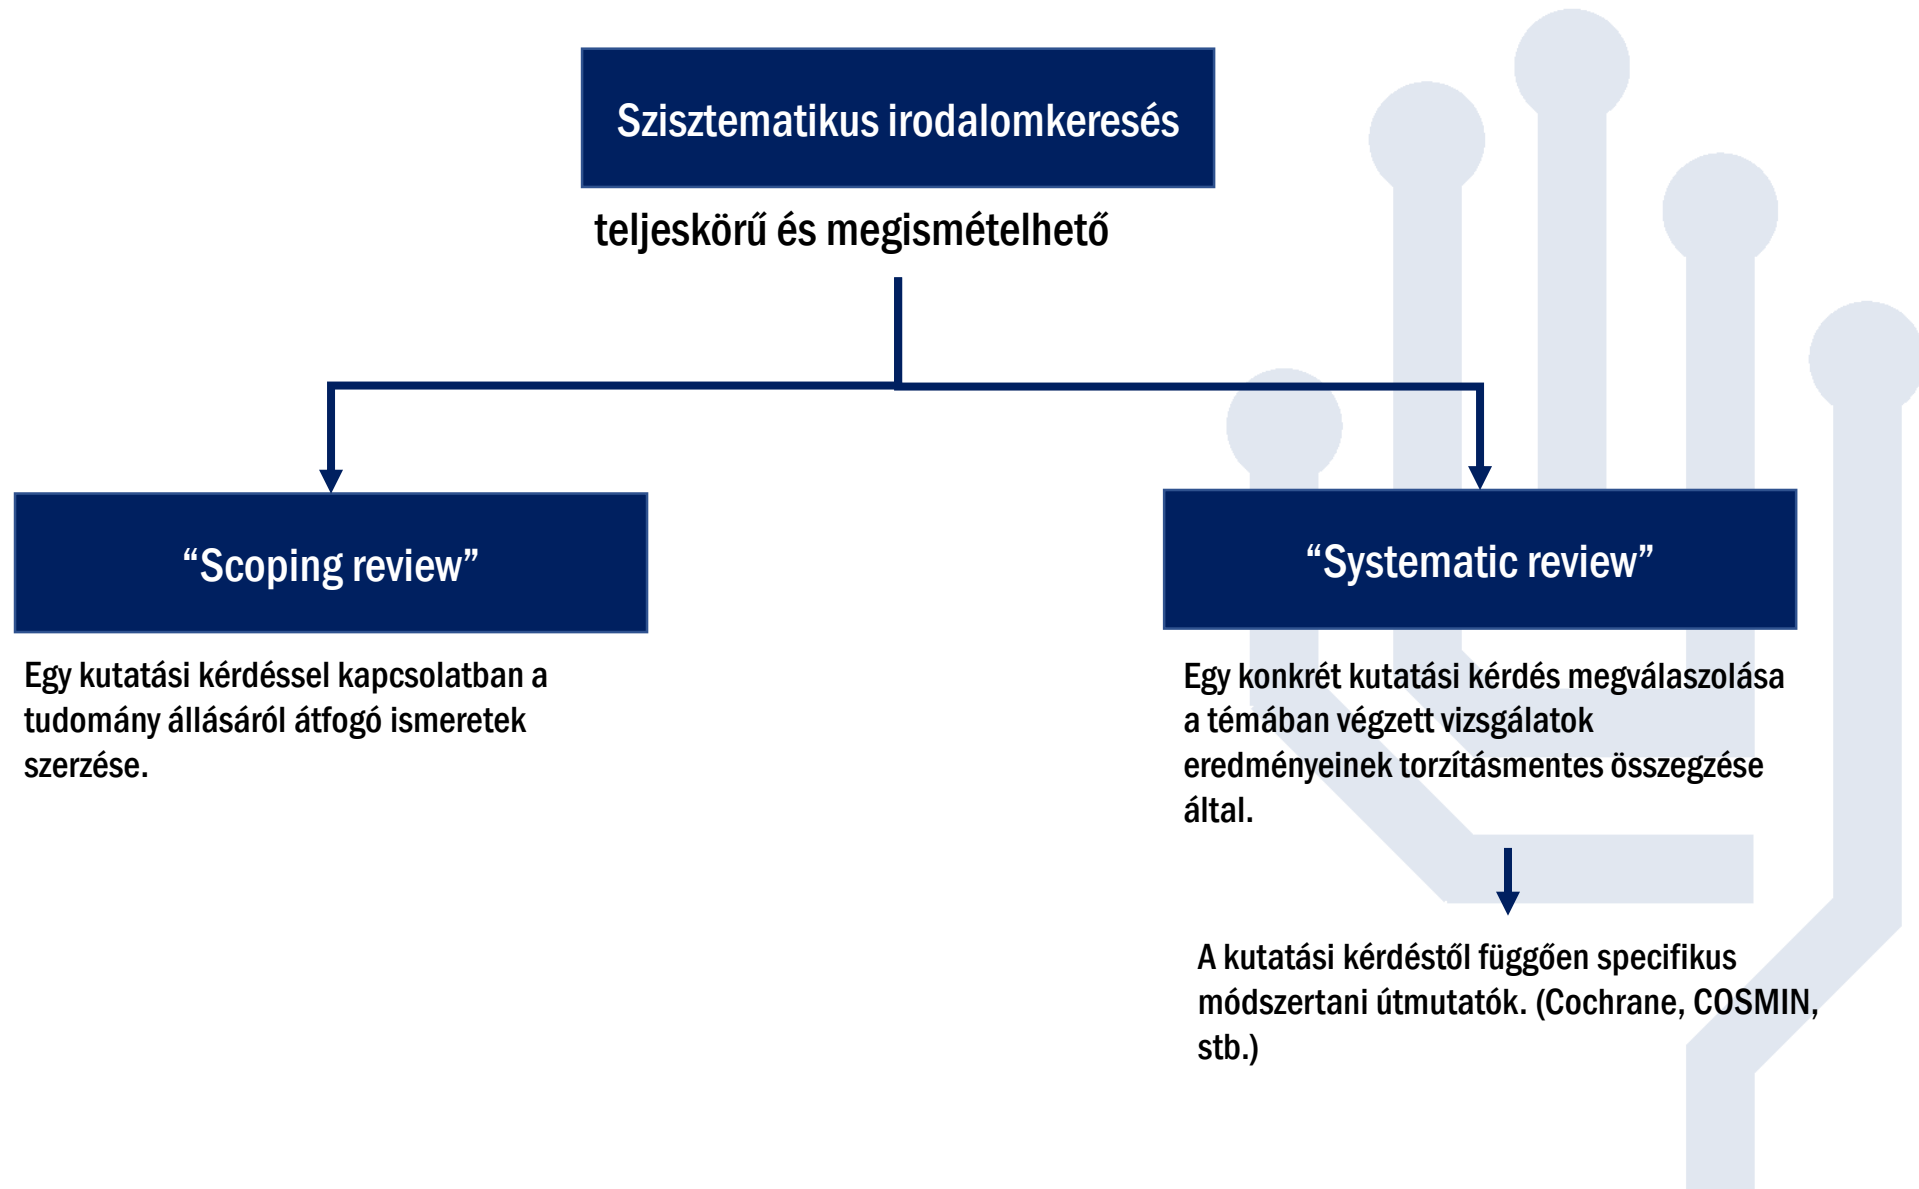 Szisztematikus irodalomkeresés
teljeskörű és megismételhető
“Scoping review”
Egy kutatási kérdéssel kapcsolatban a
tudomány állásáról átfogó ismeretek
szerzése.
“Systematic review”
Egy konkrét kutatási kérdés megválaszolása
a témában végzett vizsgálatok
eredményeinek torzításmentes összegzése
által.
A kutatási kérdéstől függően specifikus
módszertani útmutatók. (Cochrane, COSMIN,
stb.)